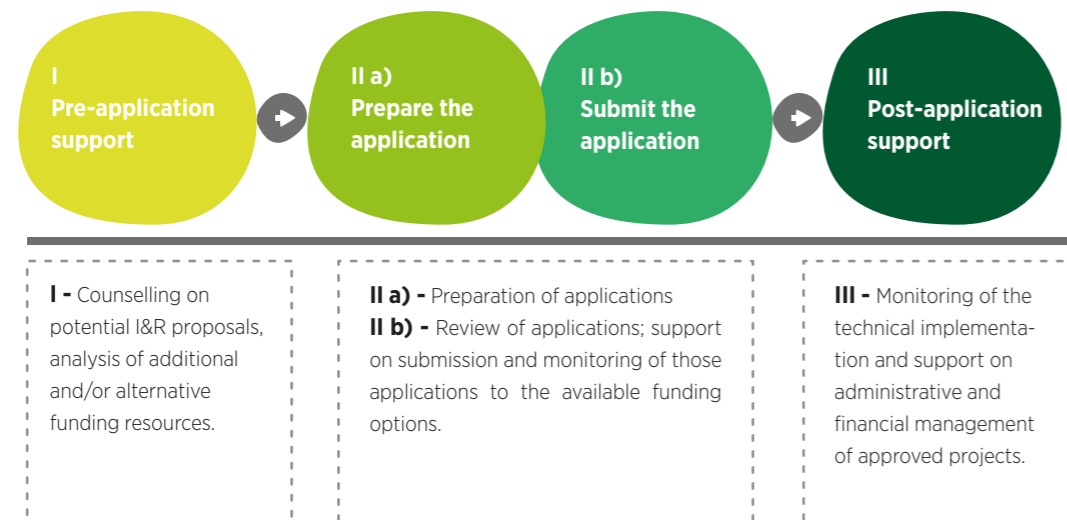 I
Pre-application
support
II a)
Prepare the
application
II b)
Submit the
application
III
Post-application
support
I - Counselling on
potential I&R proposals,
analysis of additional
and/or alternative
funding resources.
II a) - Preparation of applications
II b) - Review of applications; support
on submission and monitoring of those
applications to the available funding
options.
III - Monitoring of the
technical implementa-
tion and support on
administrative and
financial management
of approved projects.